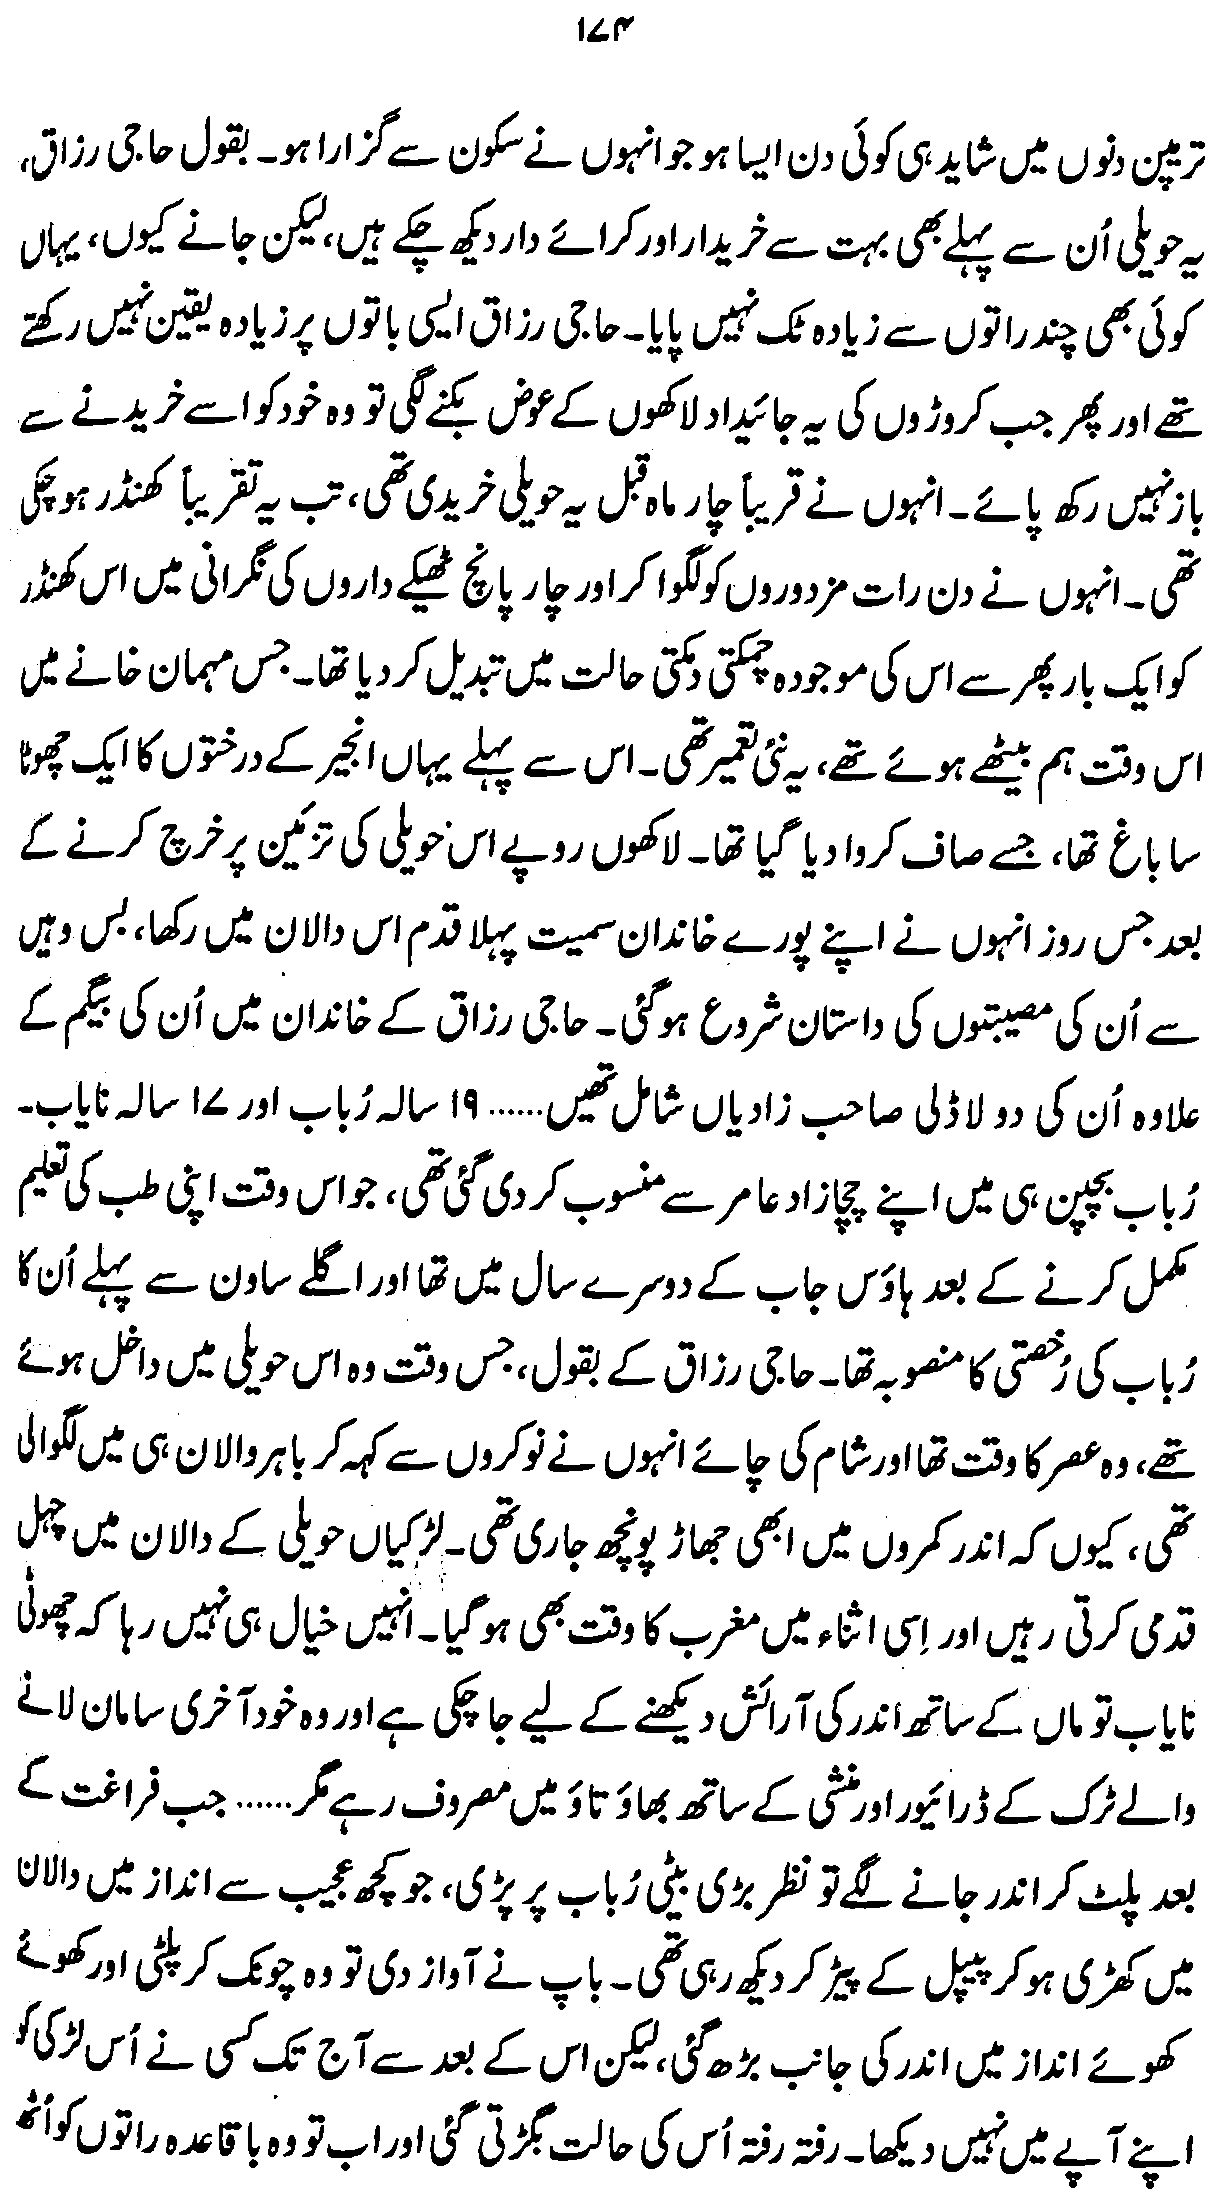 ۱۷۴
ترپین دنوں میں شاید ہی کوئی دن ایسا ہو جو انہوں نے سکون سے گزارا ہو۔ بقول حاجی رزاق،
یہ حویلی اُن سے پہلے بھی بہت سے خریدار اور کرائے دار دیکھ چکے ہیں، لیکن جانے کیوں، یہاں
کوئی بھی چند راتوں سے زیادہ ٹک نہیں پایا۔ حاجی رزاق ایسی باتوں پر زیادہ یقین نہیں رکھتے
تھے اور پھر جب کروڑوں کی یہ جائیداد لاکھوں کے عوض بکنے لگی تو وہ خود کو اسے خریدنے سے
باز نہیں رکھ پائے۔ انہوں نے قریباً چار ماہ قبل یہ حویلی خریدی تھی، تب یہ تقریباً کھنڈر ہو چکی
تھی۔ انہوں نے دن رات مزدوروں کو لگوا کر اور چار پانچ ٹھیکے داروں کی نگرانی میں اس کھنڈر
کو ایک بار پھر سے اس کی موجودہ چمکتی دمکتی حالت میں تبدیل کر دیا تھا۔ جس مہمان خانے میں
اس وقت ہم بیٹھے ہوئے تھے، یہ نئی تعمیر تھی۔ اس سے پہلے یہاں انجیر کے درختوں کا ایک چھوٹا
سا باغ تھا، جسے صاف کروا دیا گیا تھا۔ لاکھوں روپے اس حویلی کی تزئین پر خرچ کرنے کے
بعد جس روز انہوں نے اپنے پورے خاندان سمیت پہلا قدم اس دالان میں رکھا، بس وہیں
سے اُن کی مصیبتوں کی داستان شروع ہو گئی۔ حاجی رزاق کے خاندان میں اُن کی بیگم کے
علاوہ اُن کی دو لاڈلی صاحب زادیاں شامل تھیں...... ۱۹ سالہ رُباب اور ۱۷ سالہ نایاب۔
رُباب بچپن ہی میں اپنے چچا زاد عامر سے منسوب کر دی گئی تھی، جو اس وقت اپنی طب کی تعلیم
مکمل کرنے کے بعد ہاؤس جاب کے دوسرے سال میں تھا اور اگلے ساون سے پہلے اُن کا
رُباب کی رُخصتی کا منصوبہ تھا۔ حاجی رزاق کے بقول، جس وقت وہ اس حویلی میں داخل ہوئے
تھے، وہ عصر کا وقت تھا اور شام کی چائے انہوں نے نوکروں سے کہہ کر باہر والان ہی میں لگوالی
تھی، کیوں کہ اندر کمروں میں ابھی جھاڑ پونچھ جاری تھی۔ لڑکیاں حویلی کے دالان میں چہل
قدمی کرتی رہیں اور اِسی اثناء میں مغرب کا وقت بھی ہو گیا۔ انہیں خیال ہی نہیں رہا کہ چھوٹی
نایاب تو ماں کے ساتھ اندر کی آرائش دیکھنے کے لیے جا چکی ہے اور وہ خود آخری سامان لانے
والے ٹرک کے ڈرائیور اور منشی کے ساتھ بھاؤ تاؤ میں مصروف رہے مگر...... جب فراغت کے
بعد پلٹ کر اندر جانے لگے تو نظر بڑی بیٹی رُباب پر پڑی، جو کچھ عجیب سے انداز میں دالان
میں کھڑی ہو کر پیپل کے پیڑ کر دیکھ رہی تھی۔ باپ نے آواز دی تو وہ چونک کر پلٹی اور کھوئے
کھوئے انداز میں اندر کی جانب بڑھ گئی، لیکن اس کے بعد سے آج تک کسی نے اُس لڑکی کو
اپنے آپے میں نہیں دیکھا۔ رفتہ رفتہ اُس کی حالت بگڑتی گئی اور اب تو وہ باقاعدہ راتوں کو اُٹھ